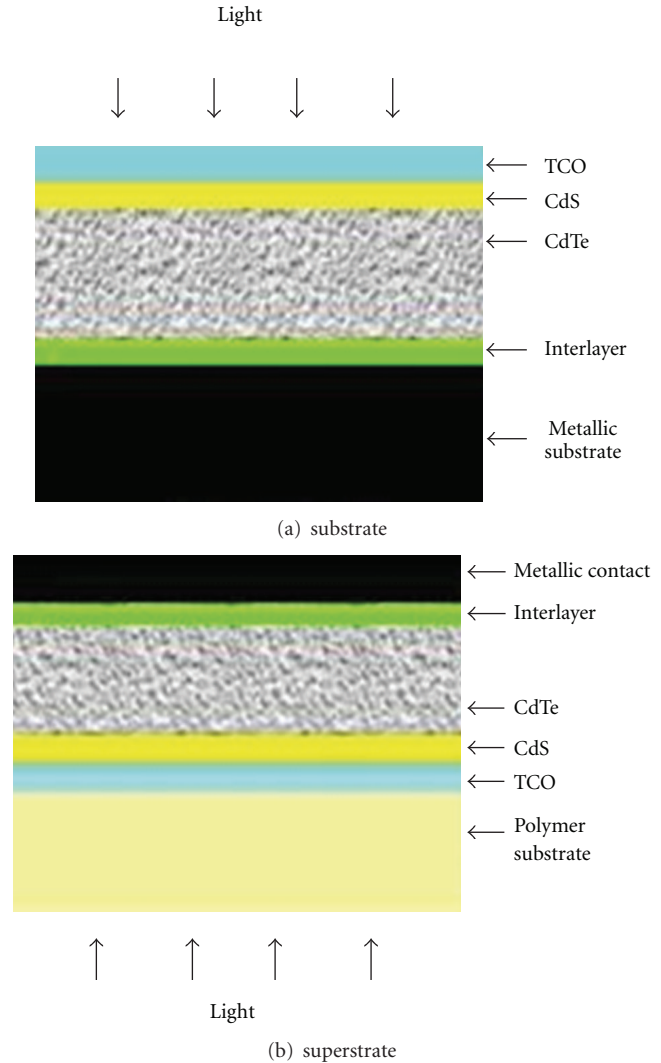 Light
TCO
CdS
CdTe
Interlayer
Metallic
substrate
(a) substrate
Metallic contact
Interlayer
CdTe
CdS
TCO
Polymer
substrate
Light
(b) superstrate